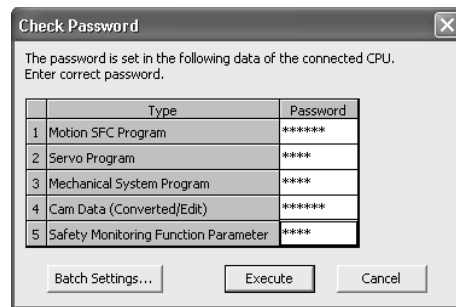 Check Password
The password is set in the following data of the connected CPU.
Enter correct password.
Type Password
1 Motion SFC Program ******
2 Servo Program ****
3 Mechanical System Program ****
4 Cam Data (Converted/Edit) ******
5 Safety Monitoring Function Parameter ****
Batch Settings... Execute Cancel